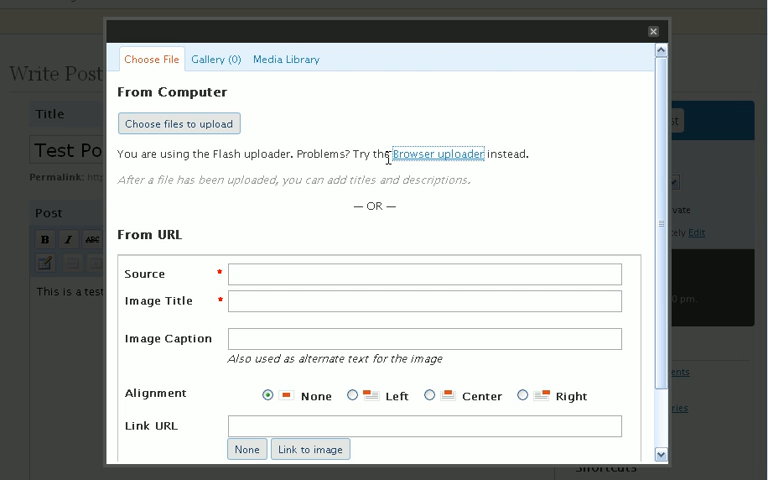 Choose File Gallery (0) Media Library
Write Post
From Computer
Title
Choose files to upload
Test Po
You are using the Flash uploader. Problems? Try the Browser uploader instead.
Permalink: http
After a file has been uploaded, you can add titles and descriptions.
— OR —
Post
From URL
B I ABC
Source *
This is a test
Image Title *
Image Caption
Also used as alternate text for the image
Alignment None Left Center Right
Link URL
None Link to image
st
vate
tely Edit
0 pm.
ents
ries
Shortcuts